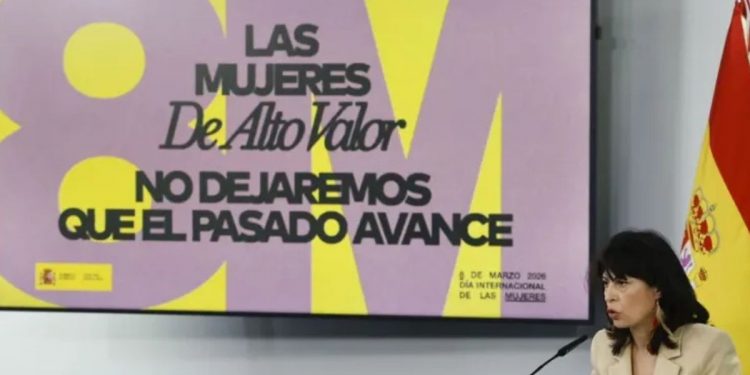 8M
LAS
MUJERES
De Alto Valor
NO DEJAREMOS
QUE EL PASADO AVANCE
DE MARZO 2026
DÍA INTERNACIONAL
DE LAS MUJERES